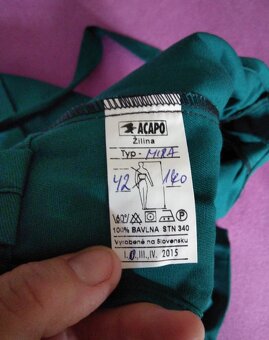 ACAPO
Žilina
Typ - MIRA
42 140
100% BAVLNA STN 340
Vyrobené na Slovensku
I.II.III.,IV. 2015